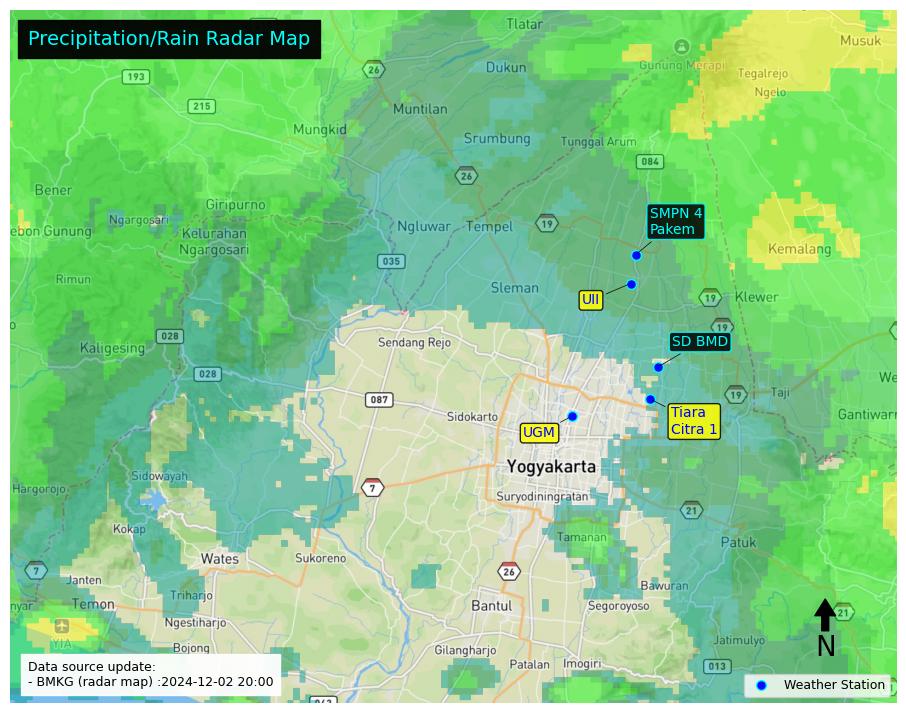 Precipitation/Rain Radar Map
Tlatar
Musuk
26
193
Dukun
Gunung Merapi
Tegalrejo
Ngelo
215
Muntilan
Mungkid
Srumbung
Tunggal Arum
084
26
Bener
Giripurno
SMPN 4
Pakem
Ngargosari
ebon Gunung
Kelurahan
Ngargosari
Ngluwar
Tempel
19
Kemalang
035
Rimun
Sleman
UII
19
Klewer
19
028
Kaligesing
Sendang Rejo
SD BMD
028
087
Sidokarto
19
Taji
We
Tiara
Citra 1
Gantiwar
UGM
Yogyakarta
Sidowayah
Hargorojo
7
Suryodiningratan
21
Kokap
Tamanan
Patuk
Wates
Sukoreno
7
26
Janten
Triharjo
Bawuran
nyar
Temon
Bantul
Segoroyoso
21
Ngestiharjo
YIA
N
Bojong
Gilangharjo
Jatimulyo
Patalan
Imogiri
013
Data source update:
- BMKG (radar map) :2024-12-02 20:00
Weather Station